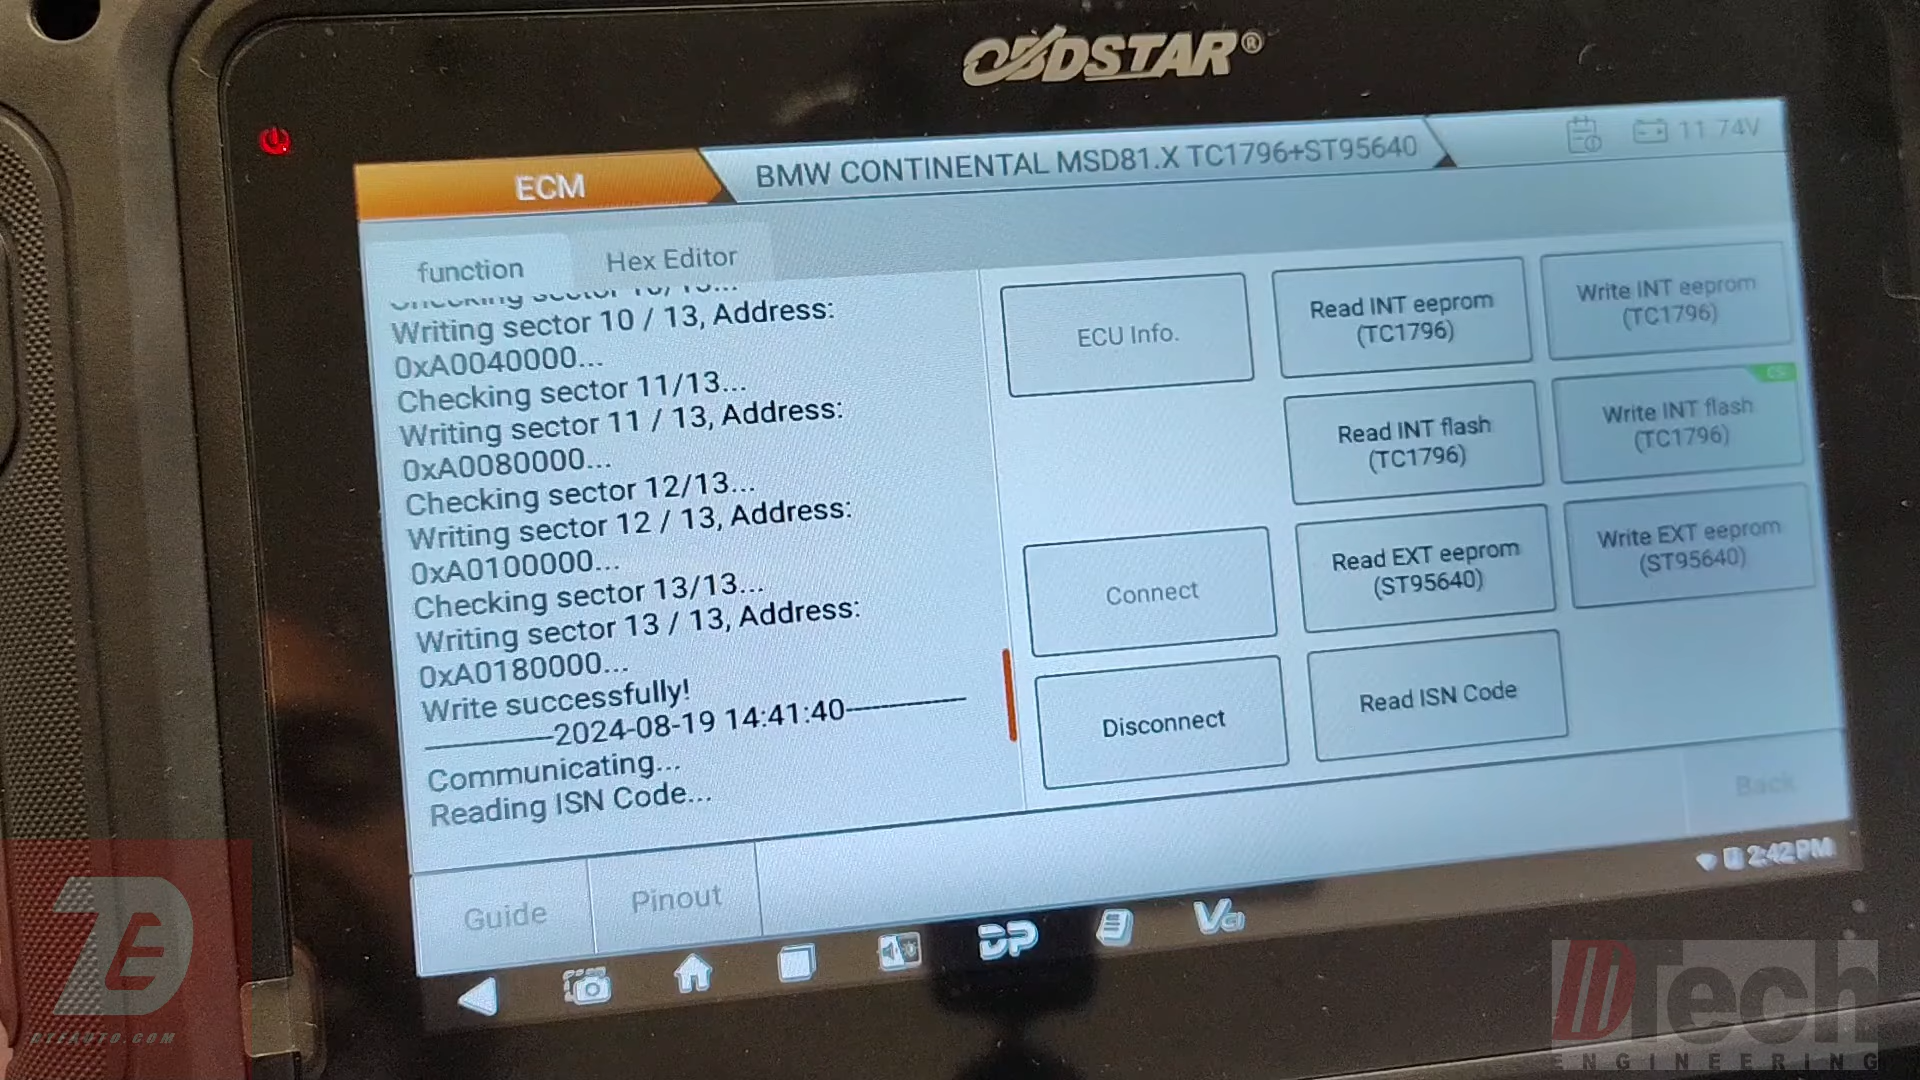 OBDSTAR®
ECM
BMW CONTINENTAL MSD81.X TC1796+ST95640
11.74V
function
Hex Editor
Writing sector 10 / 13, Address:
0xA0040000...
Checking sector 11/13...
Writing sector 11 / 13, Address:
0xA0080000...
Checking sector 12/13...
Writing sector 12 / 13, Address:
0xA0100000...
Checking sector 13/13...
Writing sector 13 / 13, Address:
0xA0180000...
Write successfully!
----------2024-08-19 14:41:40----------
Communicating...
Reading ISN Code...
ECU Info.
Read INT eeprom
(TC1796)
Write INT eeprom
(TC1796)
Read INT flash
(TC1796)
Write INT flash
(TC1796)
Connect
Read EXT eeprom
(ST95640)
Write EXT eeprom
(ST95640)
Disconnect
Read ISN Code
Back
Guide
Pinout
2:42PM
DP
VCI
DTech
ENGINEERING